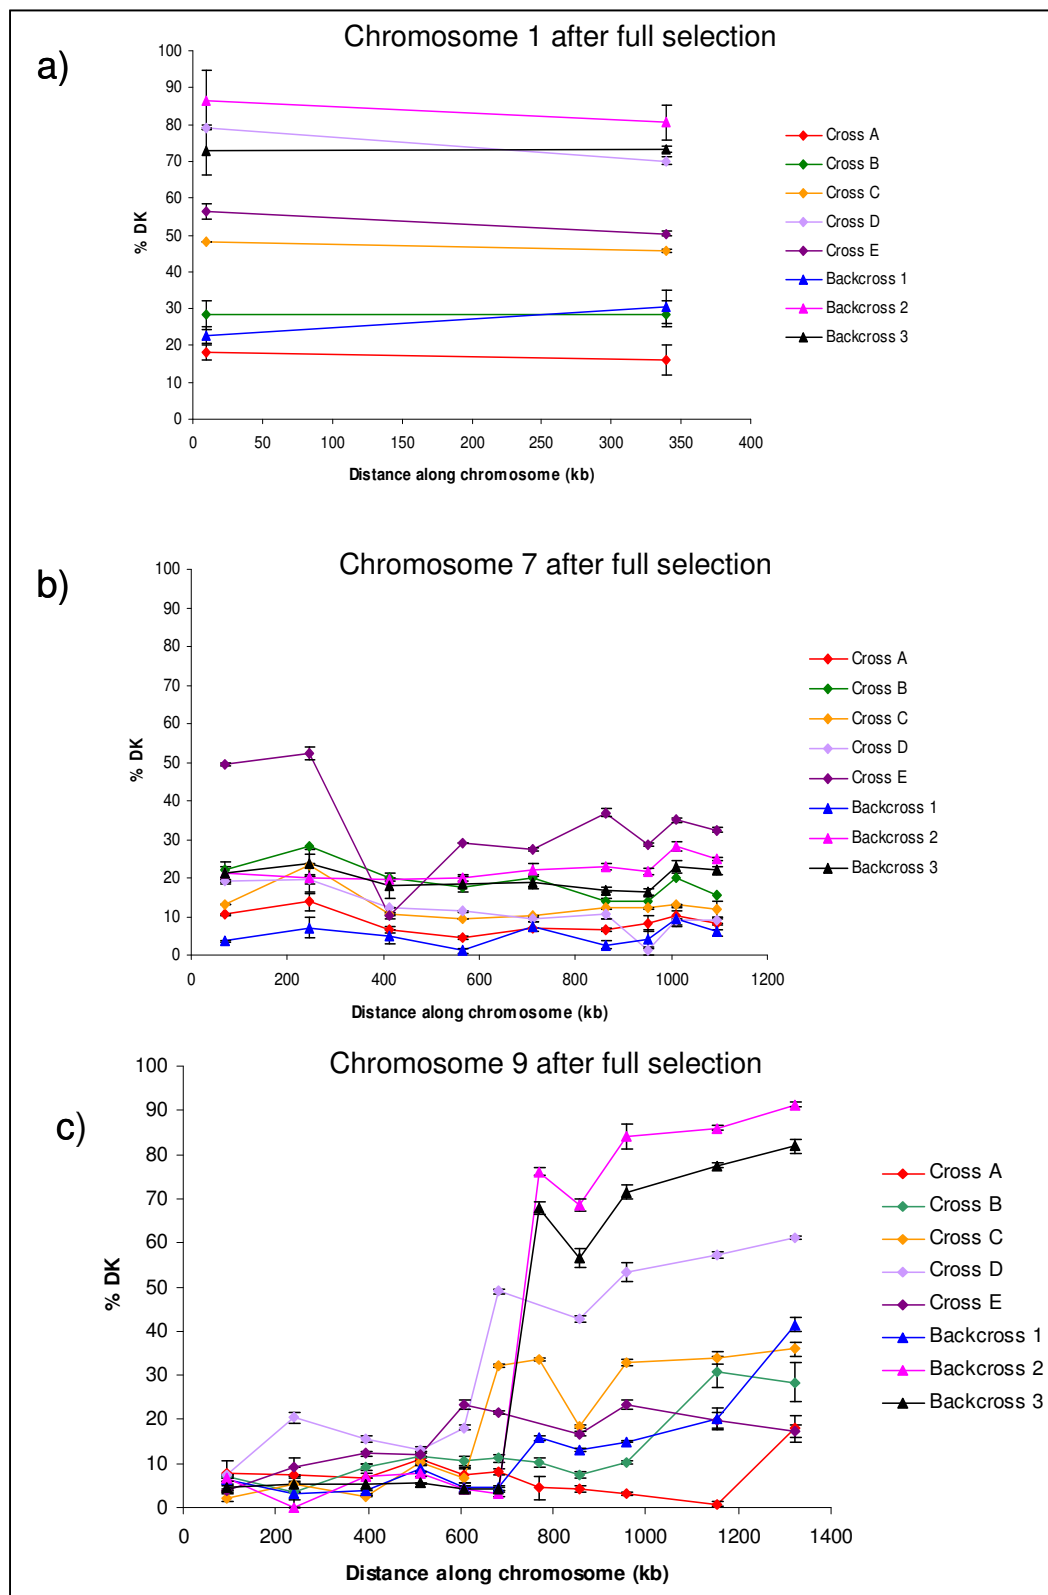 a)
Chromosome 1 after full selection
100
90
80
70
60
50
40
30
20
10
0
% DK
0 50 100 150 200 250 300 350 400
Distance along chromosome (kb)
Cross A
Cross B
Cross C
Cross D
Cross E
Backcross 1
Backcross 2
Backcross 3
b)
Chromosome 7 after full selection
100
90
80
70
60
50
40
30
20
10
0
% DK
0 200 400 600 800 1000 1200
Distance along chromosome (kb)
Cross A
Cross B
Cross C
Cross D
Cross E
Backcross 1
Backcross 2
Backcross 3
c)
Chromosome 9 after full selection
100
90
80
70
60
50
40
30
20
10
0
% DK
0 200 400 600 800 1000 1200 1400
Distance along chromosome (kb)
Cross A
Cross B
Cross C
Cross D
Cross E
Backcross 1
Backcross 2
Backcross 3